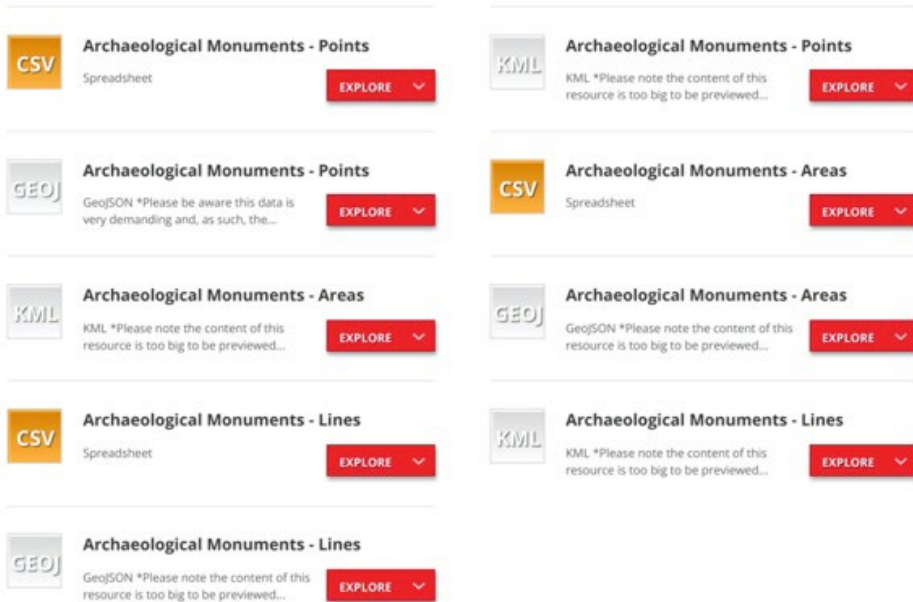 CSV
Archaeological Monuments - Points
Spreadsheet
EXPLORE
KML
Archaeological Monuments - Points
KML *Please note the content of this
resource is too big to be previewed...
EXPLORE
GEOJ
Archaeological Monuments - Points
GeoJSON *Please be aware this data is
very demanding and, as such, the...
EXPLORE
CSV
Archaeological Monuments - Areas
Spreadsheet
EXPLORE
KML
Archaeological Monuments - Areas
KML *Please note the content of this
resource is too big to be previewed...
EXPLORE
GEOJ
Archaeological Monuments - Areas
GeoJSON *Please note the content of this
resource is too big to be previewed...
EXPLORE
CSV
Archaeological Monuments - Lines
Spreadsheet
EXPLORE
KML
Archaeological Monuments - Lines
KML *Please note the content of this
resource is too big to be previewed...
EXPLORE
GEOJ
Archaeological Monuments - Lines
GeoJSON *Please note the content of this
resource is too big to be previewed...
EXPLORE